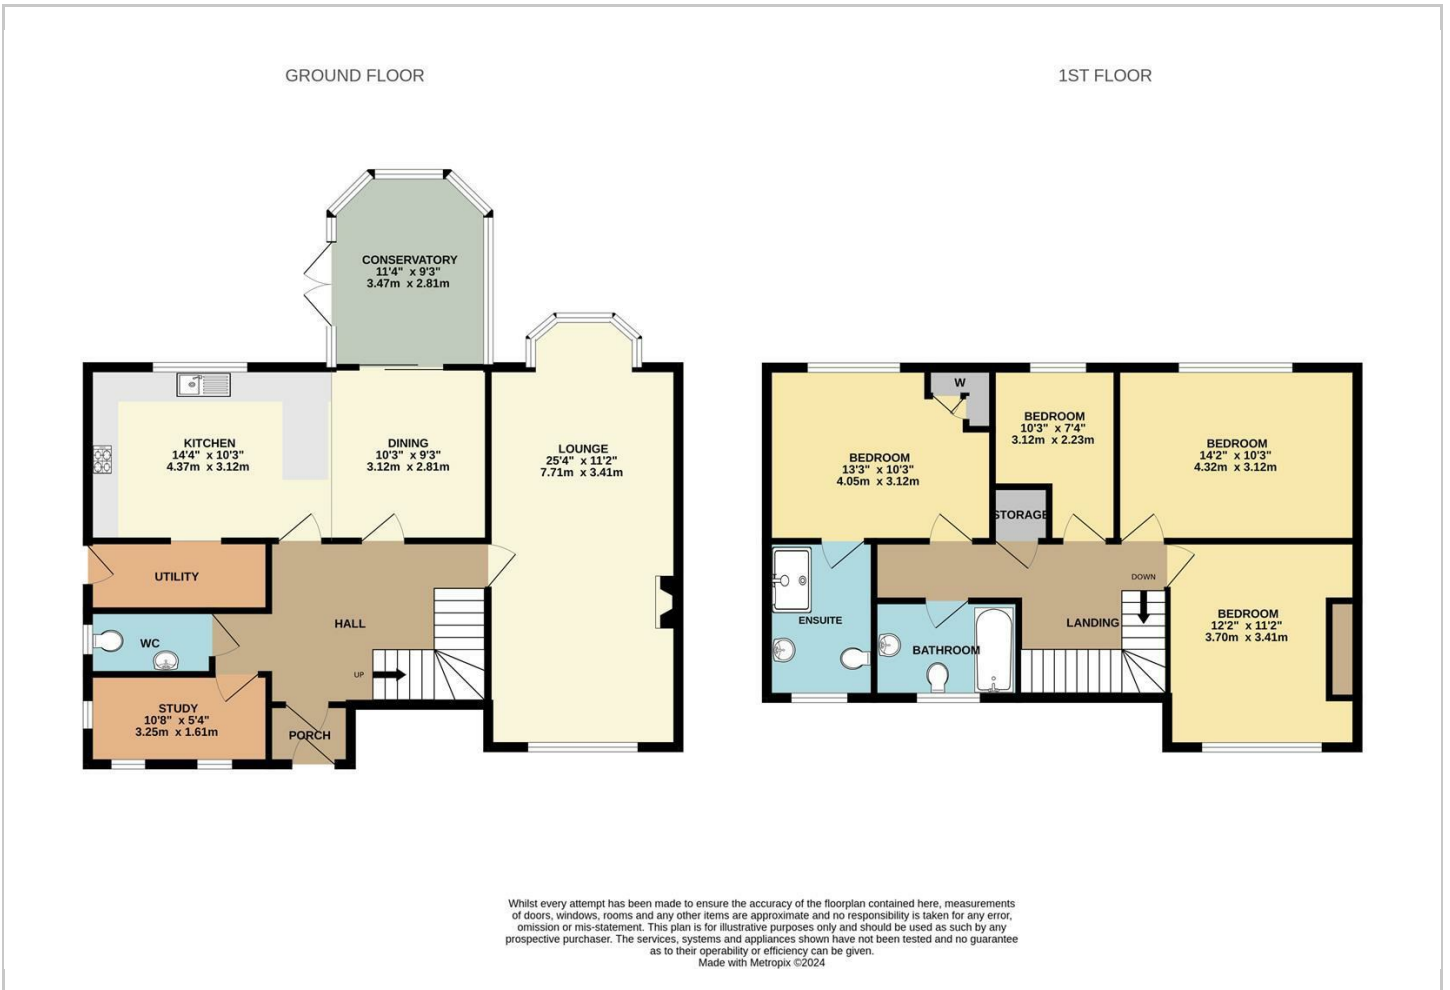 GROUND FLOOR
1ST FLOOR
CONSERVATORY
11'4" x 9'3"
3.47m x 2.81m
KITCHEN
14'4" x 10'3"
4.37m x 3.12m
DINING
10'3" x 9'3"
3.12m x 2.81m
LOUNGE
25'4" x 11'2"
7.71m x 3.41m
UTILITY
HALL
WC
UP
STUDY
10'8" x 5'4"
3.25m x 1.61m
PORCH
W
BEDROOM
13'3" x 10'3"
4.05m x 3.12m
BEDROOM
10'3" x 7'4"
3.12m x 2.23m
BEDROOM
14'2" x 10'3"
4.32m x 3.12m
STORAGE
ENSUITE
DOWN
LANDING
BATHROOM
BEDROOM
12'2" x 11'2"
3.70m x 3.41m
Whilst every attempt has been made to ensure the accuracy of the floorplan contained here, measurements
of doors, windows, rooms and any other items are approximate and no responsibility is taken for any error,
omission or mis-statement. This plan is for illustrative purposes only and should be used as such by any
prospective purchaser. The services, systems and appliances shown have not been tested and no guarantee
as to their operability or efficiency can be given.
Made with Metropix ©2024